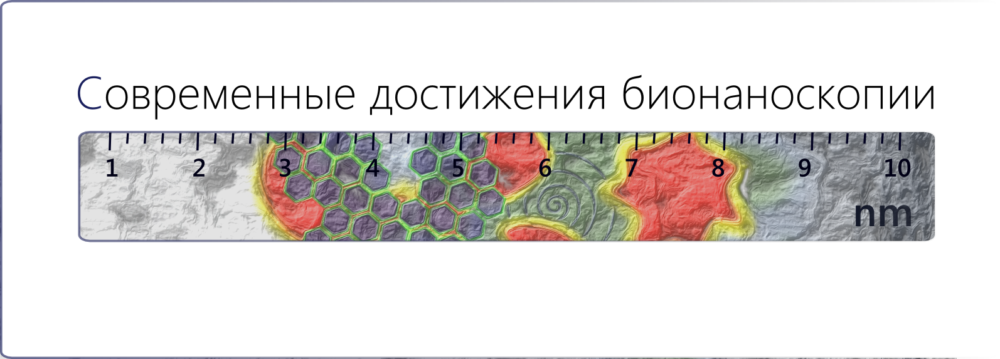 Современные достижения бионаноскопии
1 2 3 4 5 6 7 8 9 10
nm